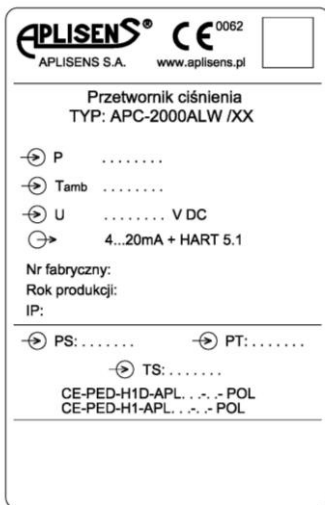 APLISENS® CE 0062
APLISENS S.A. www.aplisens.pl
Przetwornik ciśnienia
TYP: APC-2000ALW /XX
P ........
Tamb ........
U ........ V DC
4...20mA + HART 5.1
Nr fabryczny:
Rok produkcji:
IP:
PS:....... PT:.......
TS:.......
CE-PED-H1D-APL. . .-. .- POL
CE-PED-H1-APL. . .-. .- POL